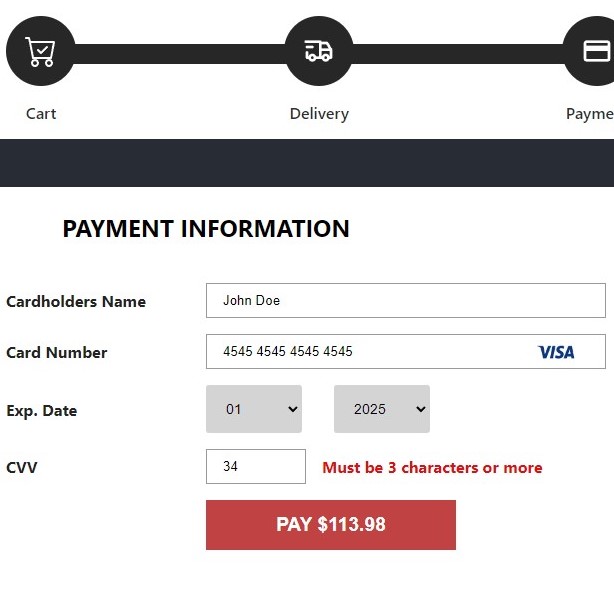 Cart Delivery Payme
PAYMENT INFORMATION
Cardholders Name John Doe
Card Number 4545 4545 4545 4545 VISA
Exp. Date 01 2025
CVV 34 Must be 3 characters or more
PAY $113.98